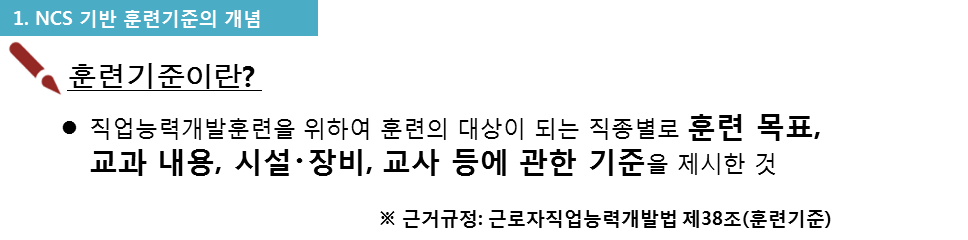 1. NCS 기반 훈련기준의 개념
훈련기준이란?
● 직업능력개발훈련을 위하여 훈련의 대상이 되는 직종별로 훈련 목표,
교과 내용, 시설·장비, 교사 등에 관한 기준을 제시한 것
※ 근거규정: 근로자직업능력개발법 제38조(훈련기준)